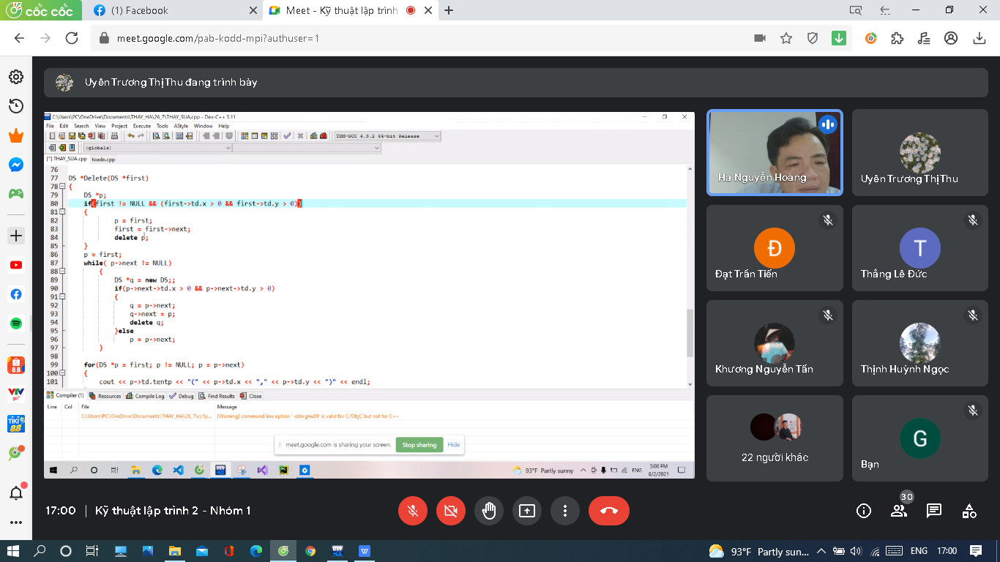 cốc cốc
(1) Facebook
Meet - Kỹ thuật lập trình
meet.google.com/pab-kodd-mpi?authuser=1
Uyên Trương Thị Thu đang trình bày
C:\Users\PC\OneDrive\Documents\THAY_HA\26_7\THAY_SUA.cpp - Dev-C++ 5.11
File Edit Search View Project Execute Tools AStyle Window Help
TDM-GCC 4.9.2 64-bit Release
(globals)
[*] THAY_SUA.cpp toado.cpp
76
77 DS *Delete(DS *first)
78 {
79 DS *p;
80 if(first != NULL && (first->td.x > 0 && first->td.y > 0))
81 {
82 p = first;
83 first = first->next;
84 delete p;
85 }
86 p = first;
87 while( p->next != NULL)
88 {
89 DS *q = new DS;;
90 if(p->next->td.x > 0 && p->next->td.y > 0)
91 {
92 q = p->next;
93 q->next = p;
94 delete q;
95 }else
96 p = p->next;
97 }
98
99 for(DS *p = first; p != NULL; p = p->next)
100 {
101 cout << p->td.tentp << "(" << p->td.x << "," << p->td.y << ")" << endl;
Compiler (1) Resources Compile Log Debug Find Results Close
Line Col File Message
C:\Users\PC\OneDrive\Documents\THAY_HA\26_7\cc1p... [Warning] command line option '-std=gnu99' is valid for C/ObjC but not for C++
meet.google.com is sharing your screen. Stop sharing Hide
93°F Partly sunny ENG 5:00 PM
8/2/2021
Hà Nguyễn Hoàng
Uyên Trương Thị Thu
Đ
Đạt Trần Tiến
T
Thắng Lê Đức
Khương Nguyễn Tấn
Thịnh Huỳnh Ngọc
22 người khác
G
Bạn
17:00 | Kỹ thuật lập trình 2 - Nhóm 1
30
8.8
VTV
go
TIKI
88
93°F Partly sun... ENG 17:00